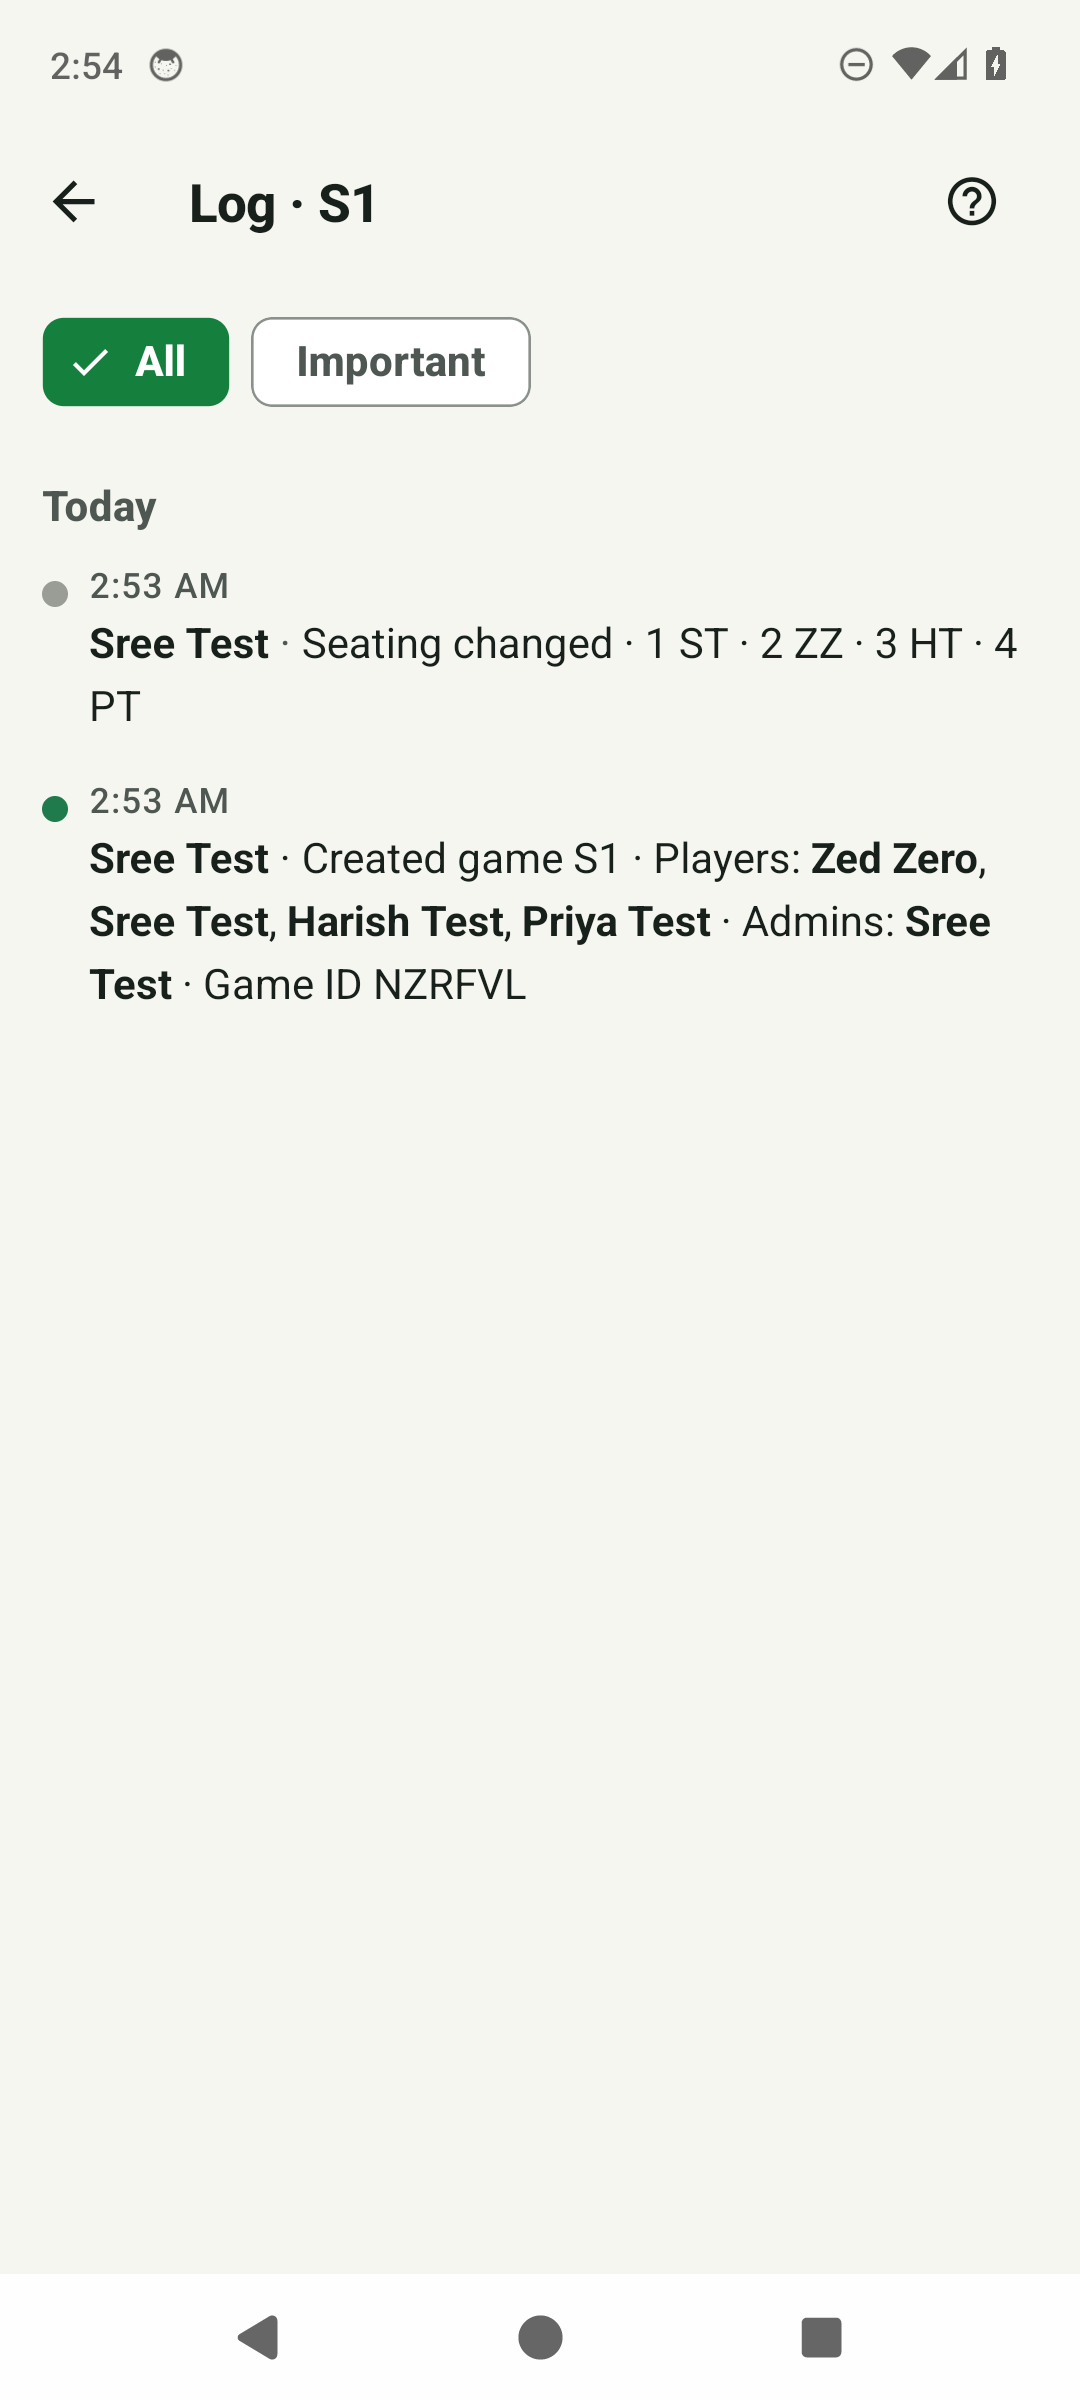 2:54
Log · S1
All
Important
Today
2:53 AM
Sree Test · Seating changed · 1 ST · 2 ZZ · 3 HT · 4
PT
2:53 AM
Sree Test · Created game S1 · Players: Zed Zero,
Sree Test, Harish Test, Priya Test · Admins: Sree
Test · Game ID NZRFVL